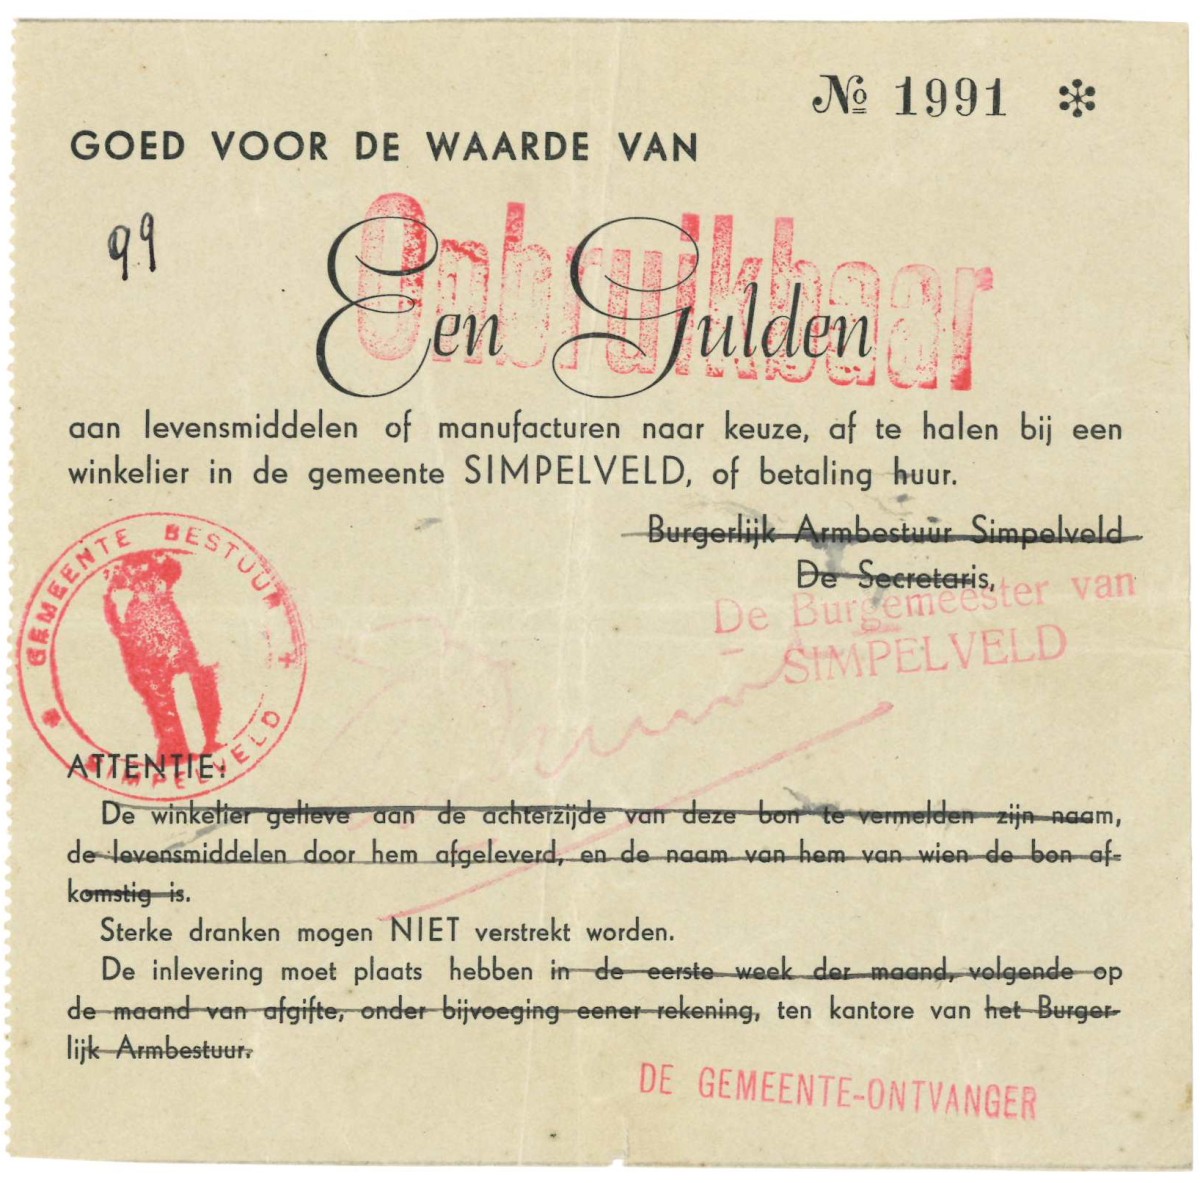 № 1991 *
GOED VOOR DE WAARDE VAN
99
Onbruikbaar
Een Gulden
aan levensmiddelen of manufacturen naar keuze, af te halen bij een
winkelier in de gemeente SIMPELVELD, of betaling huur.
Burgerlijk Armbestuur Simpelveld
De Secretaris,
De Burgemeester van
SIMPELVELD
GEMEENTE BESTUUR
SIMPELVELD
ATTENTIE:
De winkelier gelieve aan de achterzijde van deze bon te vermelden zijn naam,
de levensmiddelen door hem afgeleverd, en de naam van hem van wien de bon af-
komstig is.
Sterke dranken mogen NIET verstrekt worden.
De inlevering moet plaats hebben in de eerste week der maand, volgende op
de maand van afgifte, onder bijvoeging eener rekening, ten kantore van het Burger-
lijk Armbestuur.
DE GEMEENTE-ONTVANGER